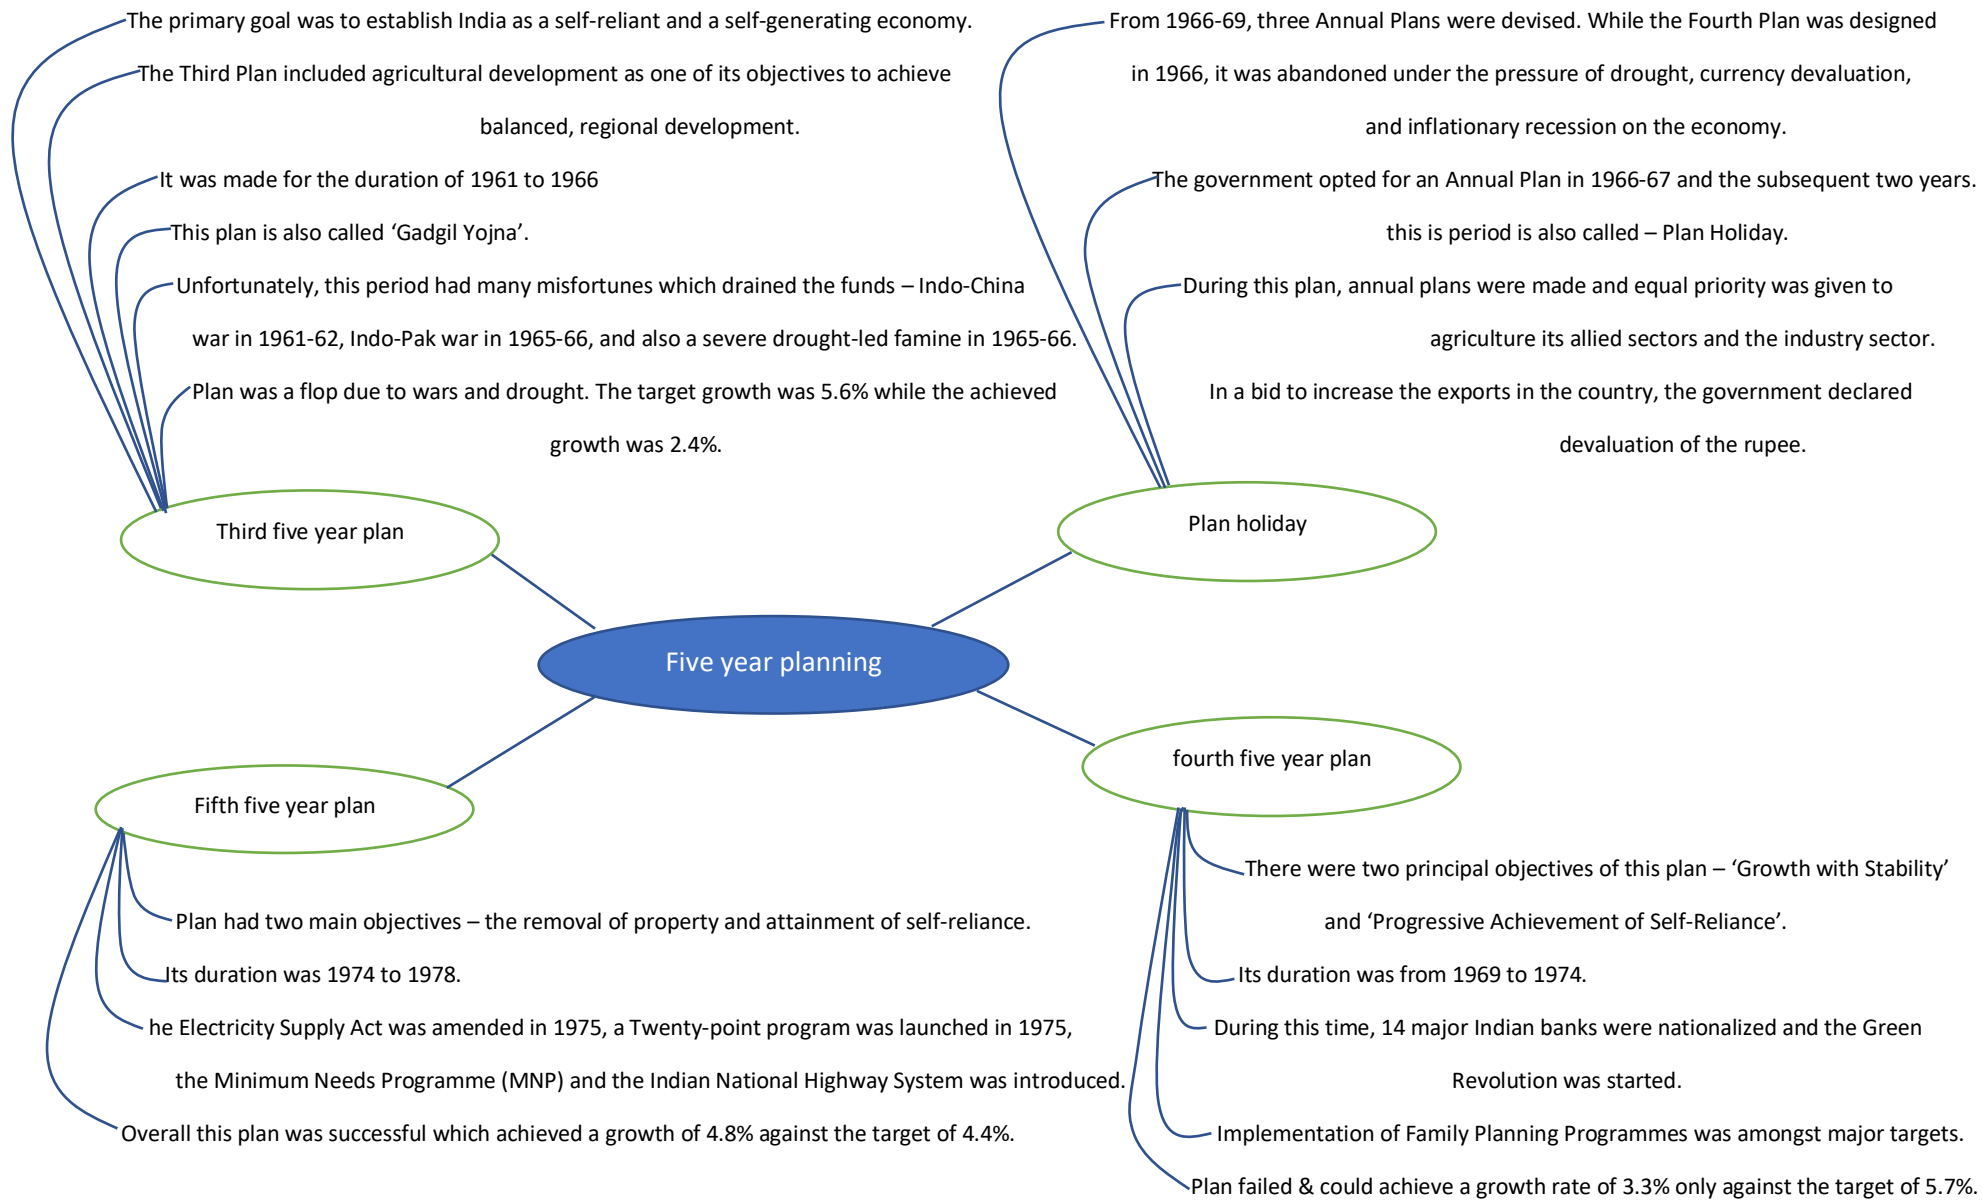 The primary goal was to establish India as a self-reliant and a self-generating economy.
The Third Plan included agricultural development as one of its objectives to achieve
balanced, regional development.
It was made for the duration of 1961 to 1966
This plan is also called ‘Gadgil Yojna’.
Unfortunately, this period had many misfortunes which drained the funds – Indo-China
war in 1961-62, Indo-Pak war in 1965-66, and also a severe drought-led famine in 1965-66.
Plan was a flop due to wars and drought. The target growth was 5.6% while the achieved
growth was 2.4%.
Third five year plan
From 1966-69, three Annual Plans were devised. While the Fourth Plan was designed
in 1966, it was abandoned under the pressure of drought, currency devaluation,
and inflationary recession on the economy.
The government opted for an Annual Plan in 1966-67 and the subsequent two years.
this is period is also called – Plan Holiday.
During this plan, annual plans were made and equal priority was given to
agriculture its allied sectors and the industry sector.
In a bid to increase the exports in the country, the government declared
devaluation of the rupee.
Plan holiday
Five year planning
Fifth five year plan
Plan had two main objectives – the removal of property and attainment of self-reliance.
Its duration was 1974 to 1978.
he Electricity Supply Act was amended in 1975, a Twenty-point program was launched in 1975,
the Minimum Needs Programme (MNP) and the Indian National Highway System was introduced.
Overall this plan was successful which achieved a growth of 4.8% against the target of 4.4%.
fourth five year plan
There were two principal objectives of this plan – ‘Growth with Stability’
and ‘Progressive Achievement of Self-Reliance’.
Its duration was from 1969 to 1974.
During this time, 14 major Indian banks were nationalized and the Green
Revolution was started.
Implementation of Family Planning Programmes was amongst major targets.
Plan failed & could achieve a growth rate of 3.3% only against the target of 5.7%.